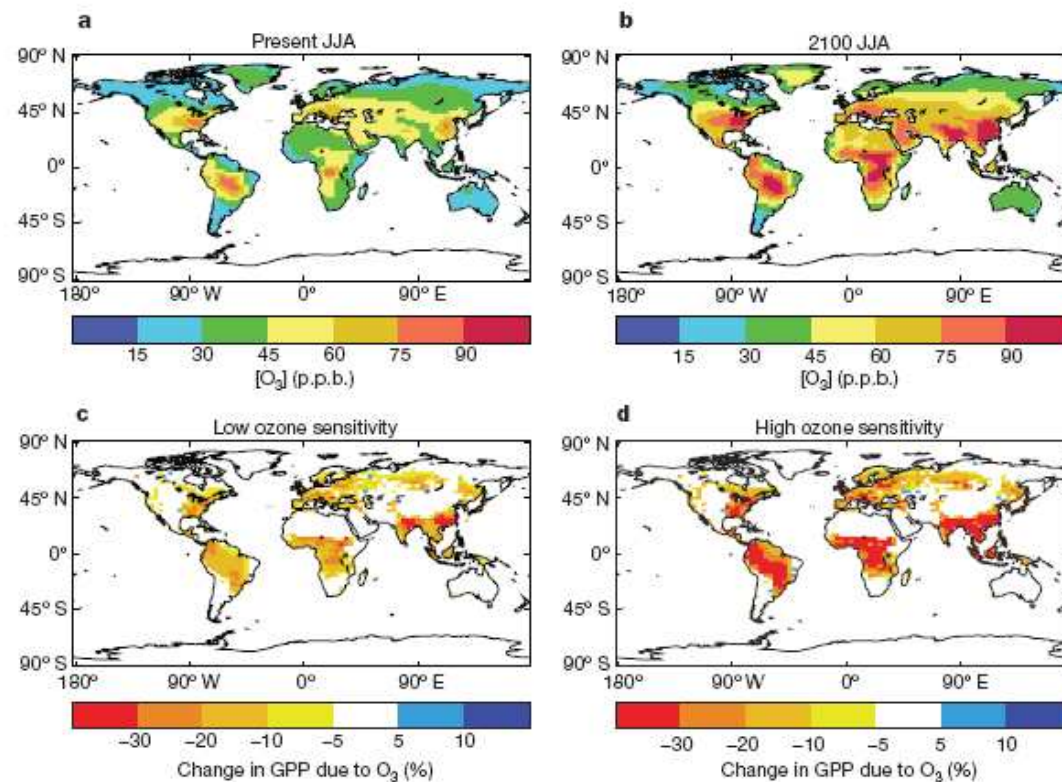 a
Present JJA
90° N
45° N
0°
45° S
90° S
180° 90° W 0° 90° E
15 30 45 60 75 90
[O₃] (p.p.b.)
b
2100 JJA
90° N
45° N
0°
45° S
90° S
180° 90° W 0° 90° E
15 30 45 60 75 90
[O₃] (p.p.b.)
c
Low ozone sensitivity
90° N
45° N
0°
45° S
90° S
180° 90° W 0° 90° E
−30 −20 −10 −5 5 10
Change in GPP due to O₃ (%)
d
High ozone sensitivity
90° N
45° N
0°
45° S
90° S
180° 90° W 0° 90° E
−30 −20 −10 −5 5 10
Change in GPP due to O₃ (%)